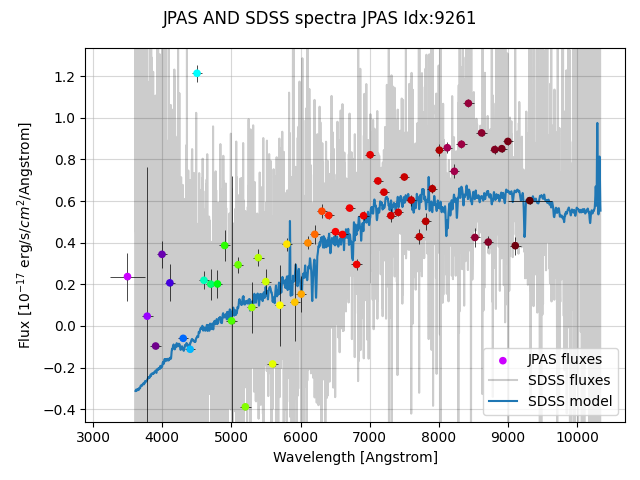 JPAS AND SDSS spectra JPAS Idx:9261
Flux [10⁻¹⁷ erg/s/cm²/Angstrom]
1.2
1.0
0.8
0.6
0.4
0.2
0.0
−0.2
−0.4
JPAS fluxes
SDSS fluxes
SDSS model
3000 4000 5000 6000 7000 8000 9000 10000
Wavelength [Angstrom]